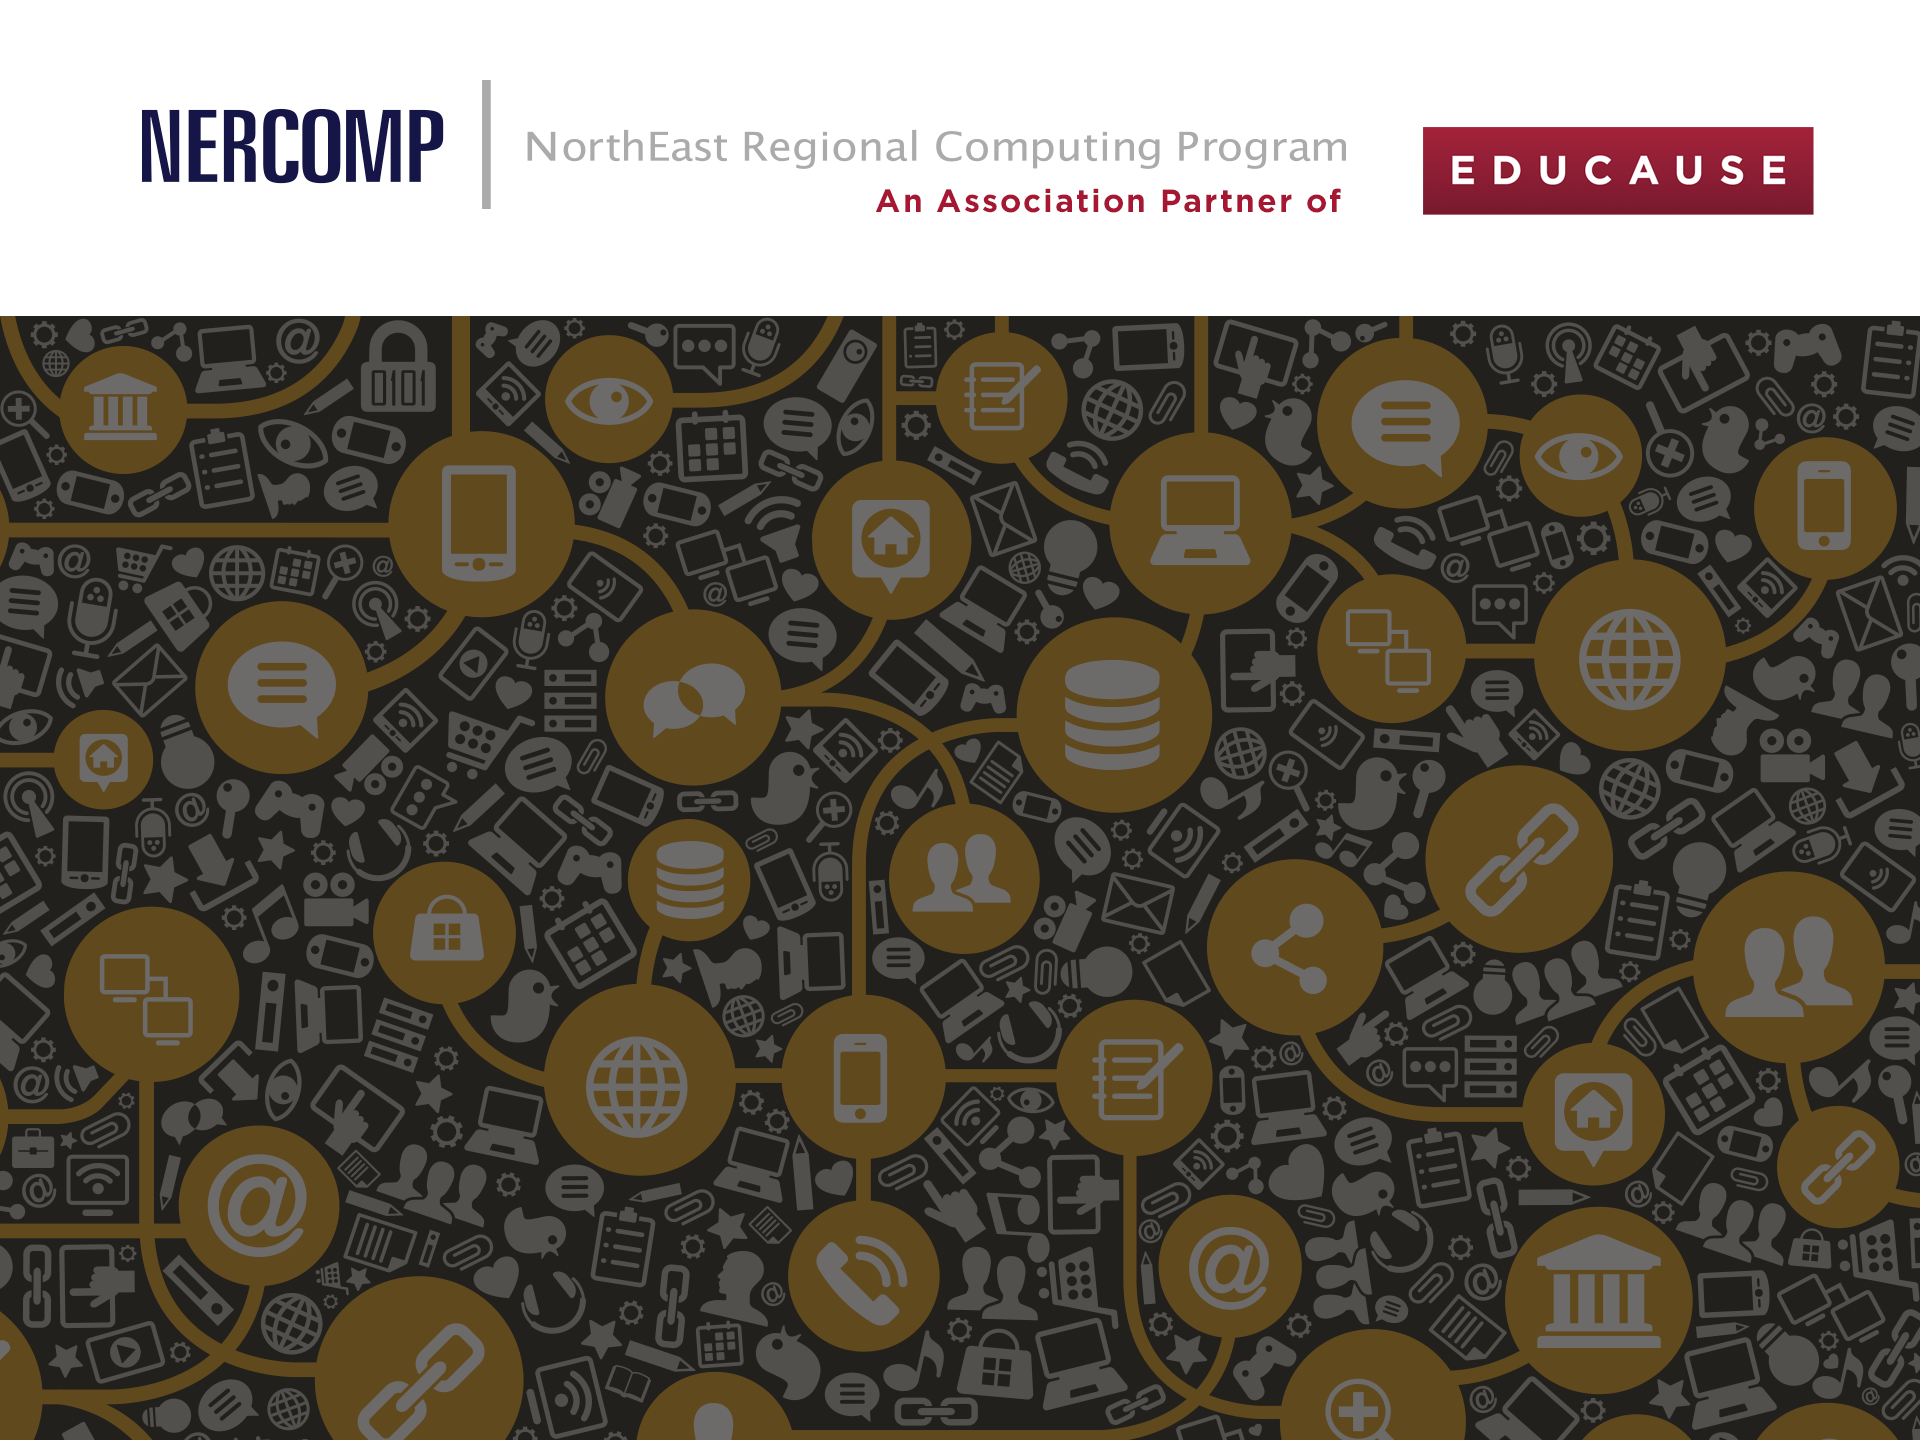 NERCOMP
NorthEast Regional Computing Program
An Association Partner of
EDUCAUSE